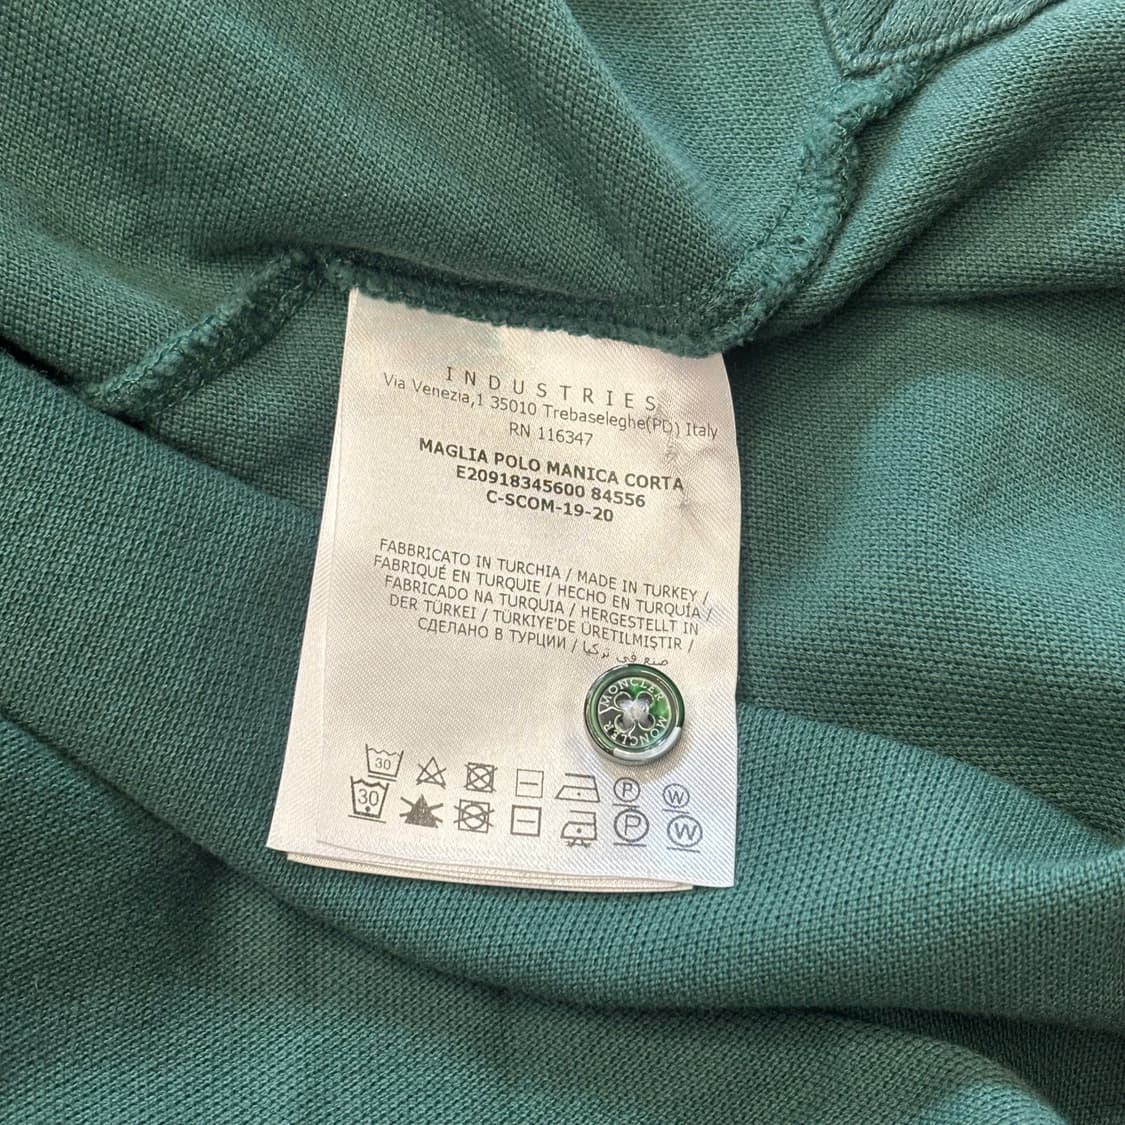 INDUSTRIES
Via Venezia,1 35010 Trebaseleghe(PD) Italy
RN 116347
MAGLIA POLO MANICA CORTA
E20918345600 84556
C-SCOM-19-20
FABBRICATO IN TURCHIA / MADE IN TURKEY /
FABRIQUÉ EN TURQUIE / HECHO EN TURQUÍA /
FABRICADO NA TURQUIA / HERGESTELLT IN
DER TÜRKEI / TÜRKIYE'DE ÜRETILMIŞTIR /
СДЕЛАНО В ТУРЦИИ / صنع في تركيا
MONCLER MONCLER
30 P W
30 P W